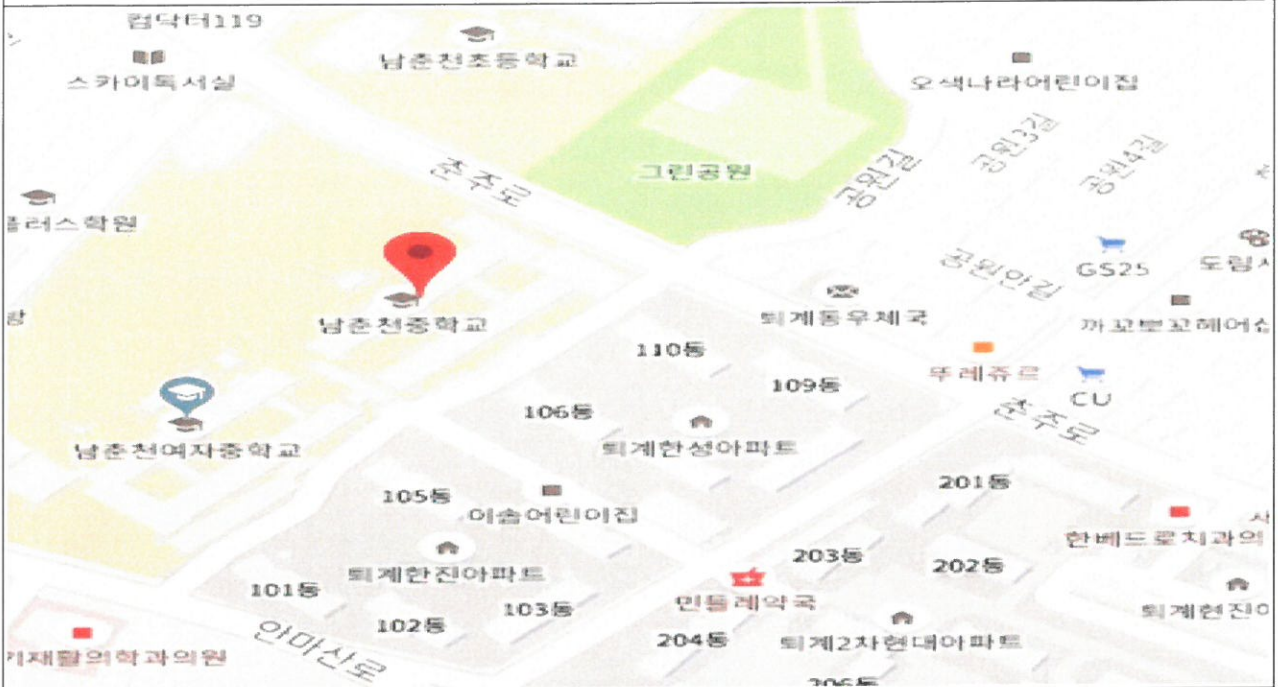 컴닥터119
스카이독서실
남춘천초등학교
오색나라어린이집
공원3길
공원4길
그린공원
공원길
춘주로
플러스학원
GS25
공원안길
남춘천중학교
퇴계동우체국
까꼬뽀꼬헤어
110동
뚜레쥬르
109동
CU
106동
춘주로
남춘천여자중학교
퇴계한성아파트
201동
105동
이솝어린이집
한베드로치과의
203동
202동
퇴계한진아파트
101동
103동
민들레약국
퇴계현진
102동
204동
퇴계2차현대아파트
안마산로
기재활의학과의원
206동